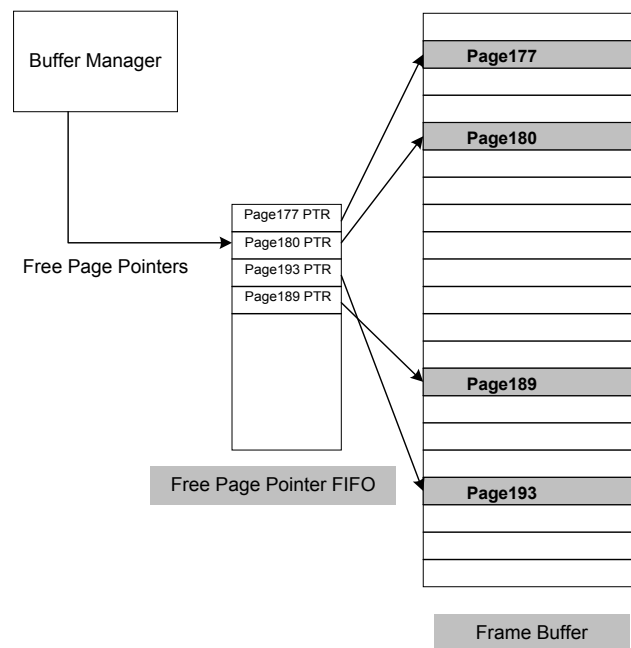 Buffer Manager
Free Page Pointers
Page177 PTR
Page180 PTR
Page193 PTR
Page189 PTR
Free Page Pointer FIFO
Page177
Page180
Page189
Page193
Frame Buffer